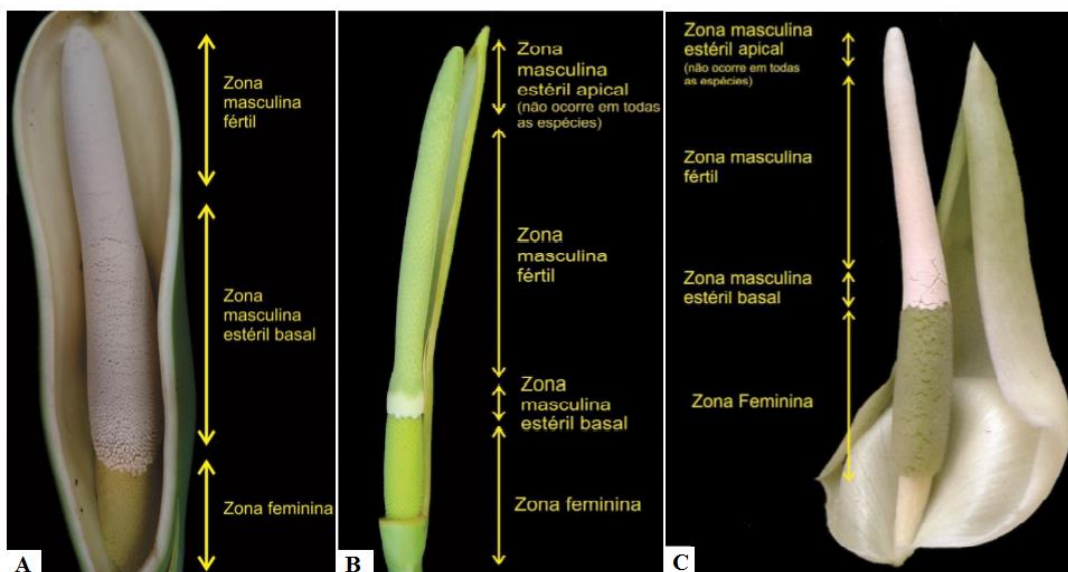 Zona
masculina
fértil
Zona
masculina
estéril basal
Zona feminina
A
Zona
masculina
estéril apical
(não ocorre em todas
as espécies)
Zona
masculina
fértil
Zona
masculina
estéril basal
Zona feminina
B
Zona masculina
estéril apical
(não ocorre em todas
as espécies)
Zona masculina
fértil
Zona masculina
estéril basal
Zona Feminina
C